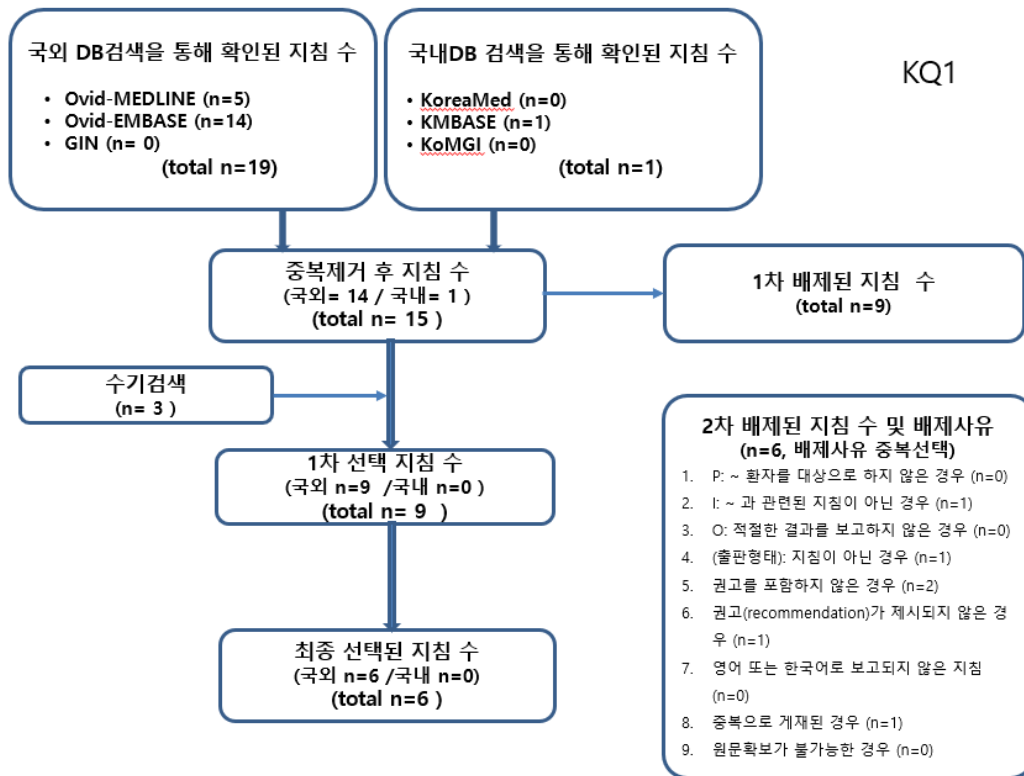 국외 DB검색을 통해 확인된 지침 수
• Ovid-MEDLINE (n=5)
• Ovid-EMBASE (n=14)
• GIN (n= 0)
(total n=19)
국내DB 검색을 통해 확인된 지침 수
• KoreaMed (n=0)
• KMBASE (n=1)
• KoMGI (n=0)
(total n=1)
KQ1
중복제거 후 지침 수
(국외= 14 / 국내= 1 )
(total n= 15 )
1차 배제된 지침 수
(total n=9)
수기검색
(n= 3 )
1차 선택 지침 수
(국외 n=9 /국내 n=0 )
(total n= 9 )
2차 배제된 지침 수 및 배제사유
(n=6, 배제사유 중복선택)
1. P: ~ 환자를 대상으로 하지 않은 경우 (n=0)
2. I: ~ 과 관련된 지침이 아닌 경우 (n=1)
3. O: 적절한 결과를 보고하지 않은 경우 (n=0)
4. (출판형태): 지침이 아닌 경우 (n=1)
5. 권고를 포함하지 않은 경우 (n=2)
6. 권고(recommendation)가 제시되지 않은 경
우 (n=1)
7. 영어 또는 한국어로 보고되지 않은 지침
(n=0)
8. 중복으로 게재된 경우 (n=1)
9. 원문확보가 불가능한 경우 (n=0)
최종 선택된 지침 수
(국외 n=6 /국내 n=0)
(total n=6 )